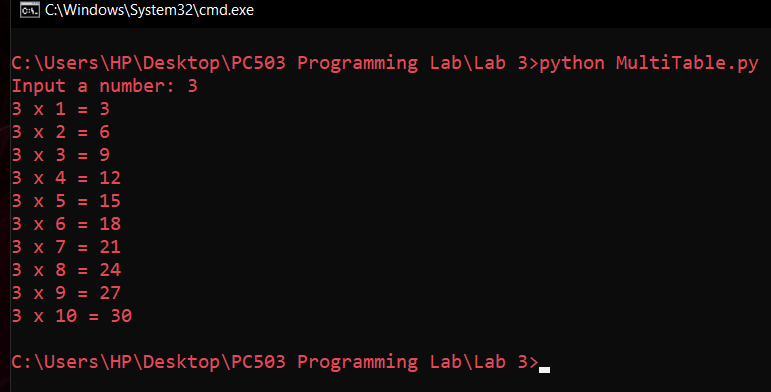 C:\Windows\System32\cmd.exe
C:\Users\HP\Desktop\PC503 Programming Lab\Lab 3>python MultiTable.py
Input a number: 3
3 x 1 = 3
3 x 2 = 6
3 x 3 = 9
3 x 4 = 12
3 x 5 = 15
3 x 6 = 18
3 x 7 = 21
3 x 8 = 24
3 x 9 = 27
3 x 10 = 30
C:\Users\HP\Desktop\PC503 Programming Lab\Lab 3>